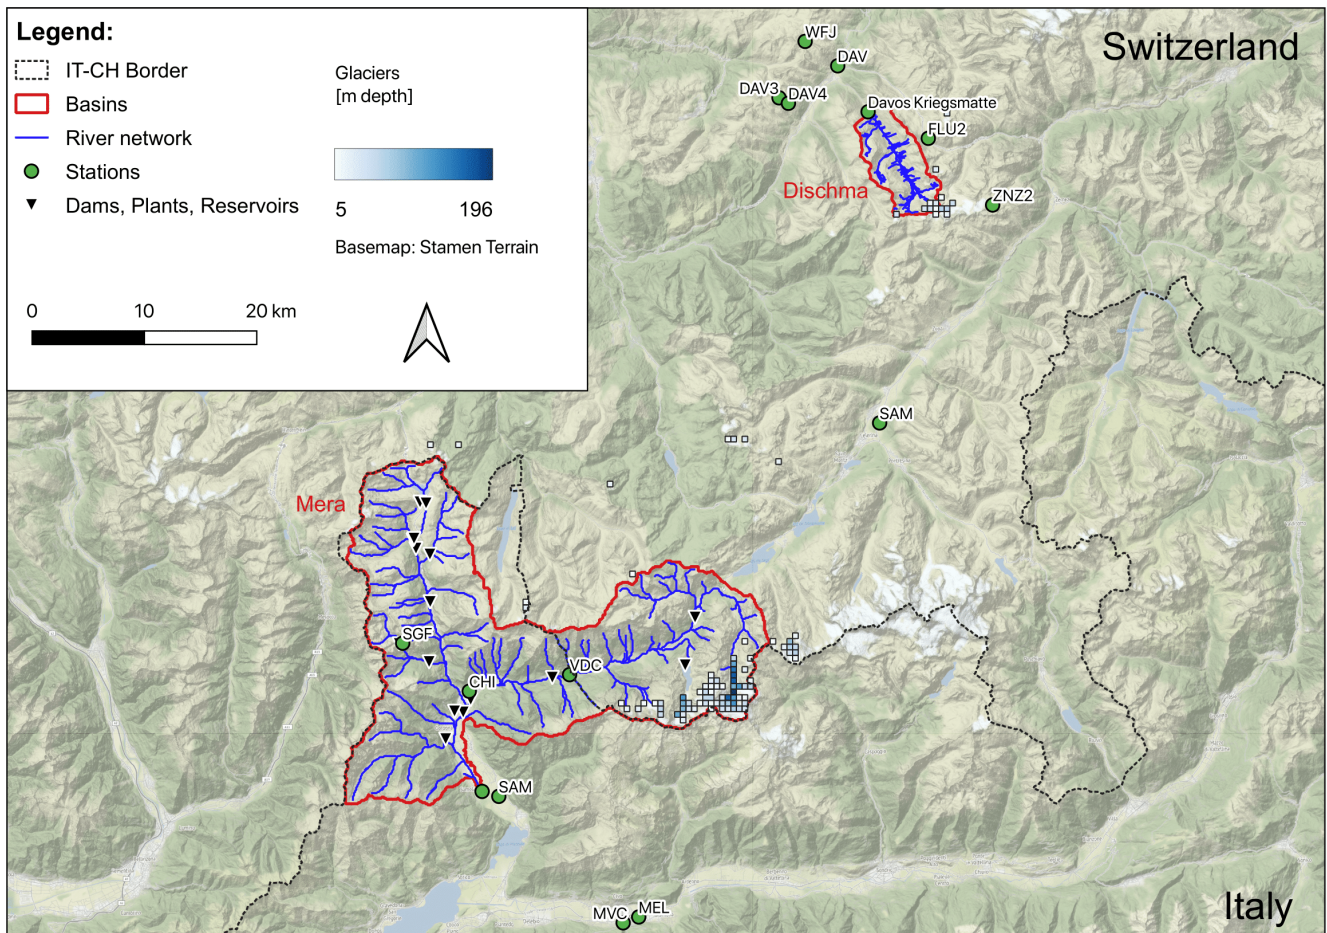 Legend:
IT-CH Border
Basins
River network
Stations
Dams, Plants, Reservoirs
Glaciers
[m depth]
5 196
Basemap: Stamen Terrain
0 10 20 km
Switzerland
WFJ
DAV
DAV3
DAV4
Davos Kriegsmatte
FLU2
Dischma
ZNZ2
SAM
Mera
SGF
VDC
CHI
SAM
MVC
MEL
Italy